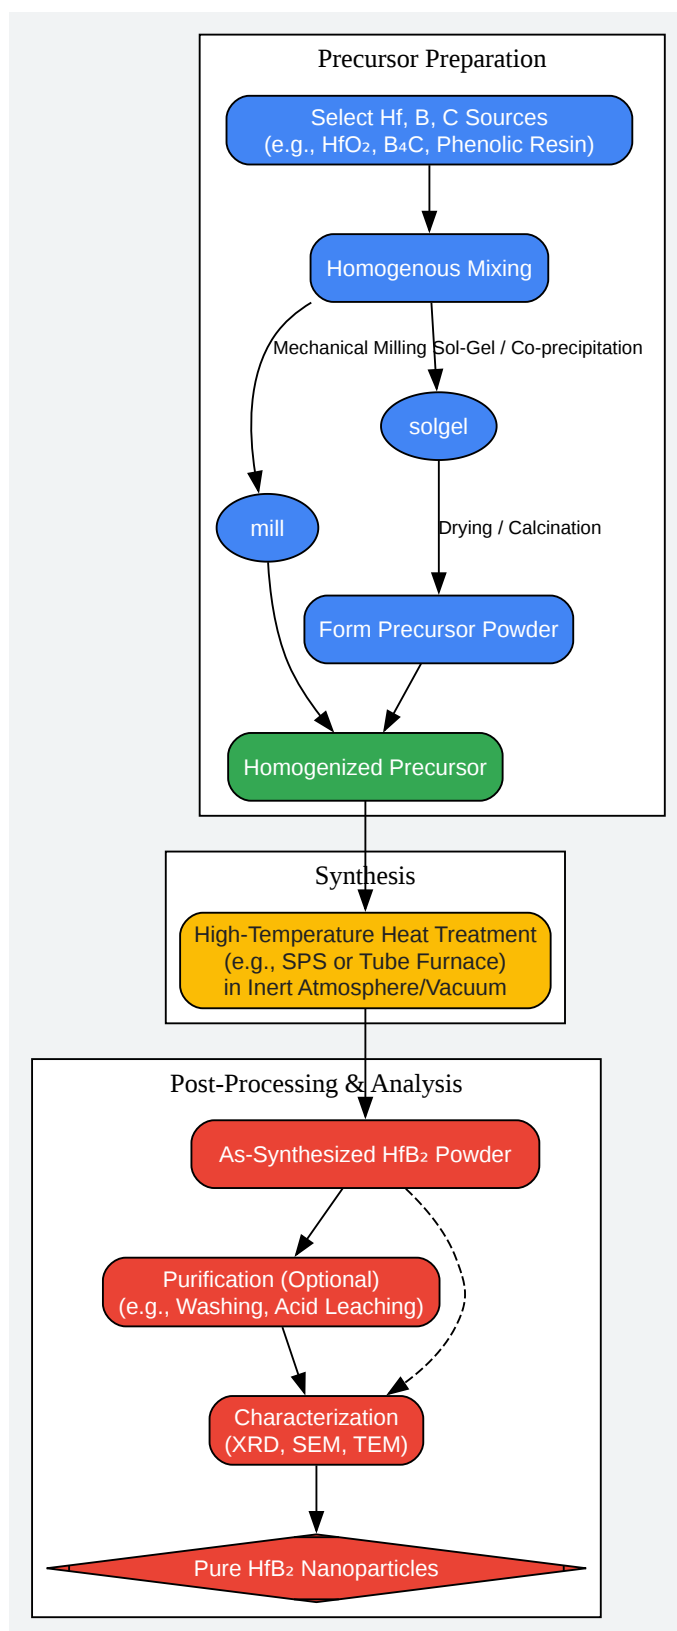 Precursor Preparation
Select Hf, B, C Sources
(e.g., HfO₂, B₄C, Phenolic Resin)
Homogenous Mixing
Mechanical Milling
Sol-Gel / Co-precipitation
solgel
mill
Drying / Calcination
Form Precursor Powder
Homogenized Precursor
Synthesis
High-Temperature Heat Treatment
(e.g., SPS or Tube Furnace)
in Inert Atmosphere/Vacuum
Post-Processing & Analysis
As-Synthesized HfB₂ Powder
Purification (Optional)
(e.g., Washing, Acid Leaching)
Characterization
(XRD, SEM, TEM)
Pure HfB₂ Nanoparticles